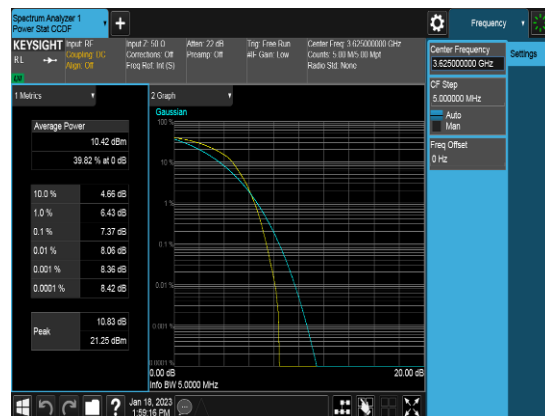 Spectrum Analyzer 1
Power Stat CCDF
+
Frequency
KEYSIGHT
Input: RF
Coupling: DC
Align: Off
Input Z: 50 Ω
Corrections: Off
Freq Ref: Int (S)
Atten: 22 dB
Preamp: Off
Trig: Free Run
#IF Gain: Low
Center Freq: 3.625000000 GHz
Counts: 5.00 M/5.00 Mpt
Radio Std: None
RL
Center Frequency
3.625000000 GHz
Settings
CF Step
5.000000 MHz
Auto
Man
Freq Offset
0 Hz
1 Metrics
Average Power
10.42 dBm
39.82 % at 0 dB
10.0 % 4.66 dB
1.0 % 6.43 dB
0.1 % 7.37 dB
0.01 % 8.06 dB
0.001 % 8.36 dB
0.0001 % 8.42 dB
Peak
10.83 dB
21.25 dBm
2 Graph
Gaussian
100 %
10 %
1 %
0.1 %
0.01 %
0.001 %
0.0001 %
0.00 dB
20.00 dB
Info BW 5.0000 MHz
?
Jan 18, 2023
1:59:16 PM